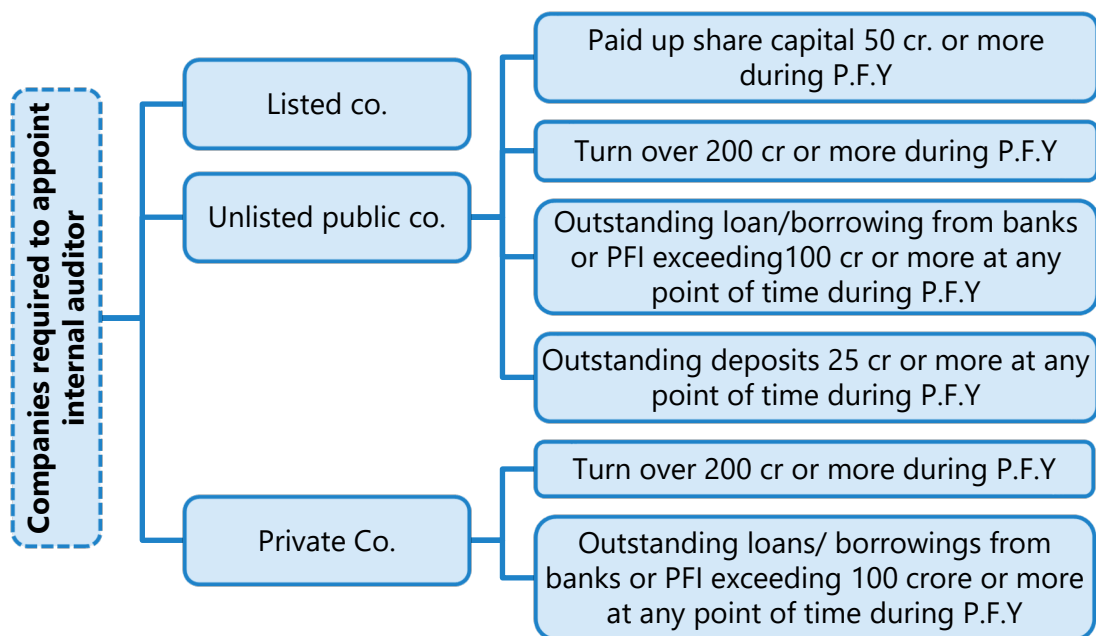 Companies required to appoint
internal auditor
Listed co.
Unlisted public co.
Paid up share capital 50 cr. or more
during P.F.Y
Turn over 200 cr or more during P.F.Y
Outstanding loan/borrowing from banks
or PFI exceeding100 cr or more at any
point of time during P.F.Y
Outstanding deposits 25 cr or more at any
point of time during P.F.Y
Private Co.
Turn over 200 cr or more during P.F.Y
Outstanding loans/ borrowings from
banks or PFI exceeding 100 crore or more
at any point of time during P.F.Y